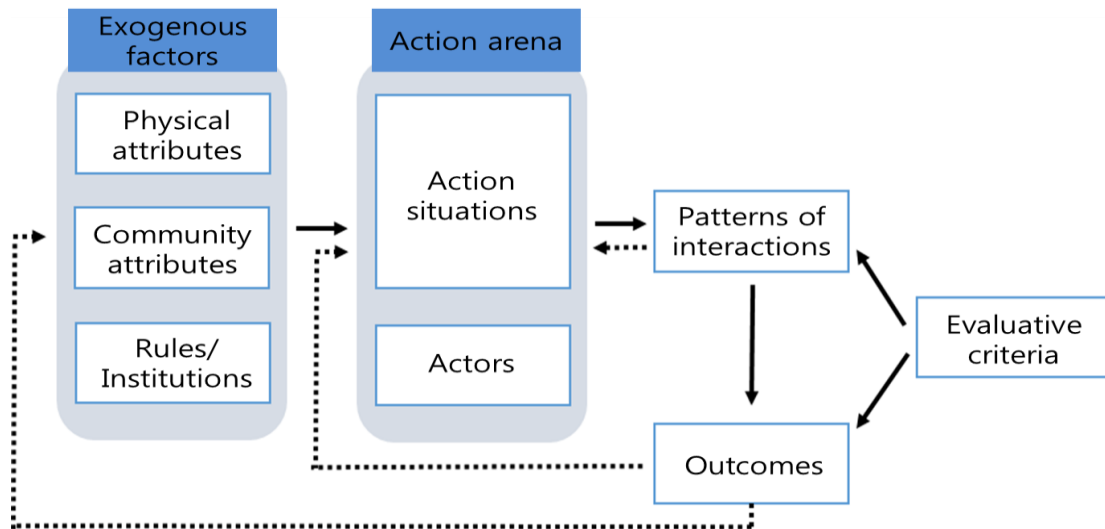 Exogenous
factors
Physical
attributes
Community
attributes
Rules/
Institutions
Action arena
Action
situations
Actors
Patterns of
interactions
Outcomes
Evaluative
criteria